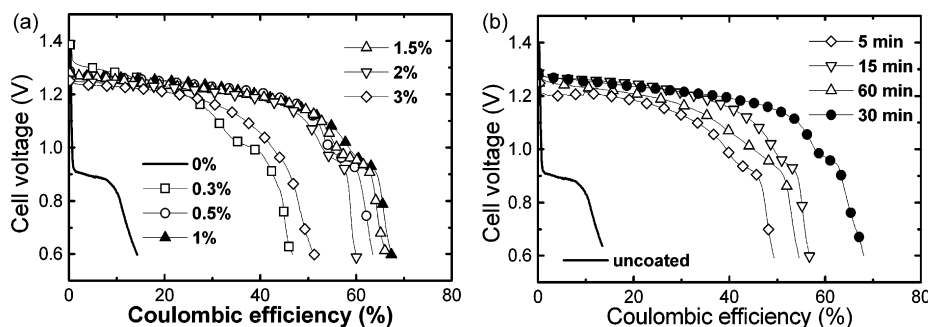 (a)
1.4
1.2
1.0
0.8
0.6
Cell voltage (V)
1.5%
2%
3%
0%
0.3%
0.5%
1%
0 20 40 60 80
Coulombic efficiency (%)
(b)
1.4
1.2
1.0
0.8
0.6
Cell voltage (V)
5 min
15 min
60 min
30 min
uncoated
0 20 40 60 80
Coulombic efficiency (%)